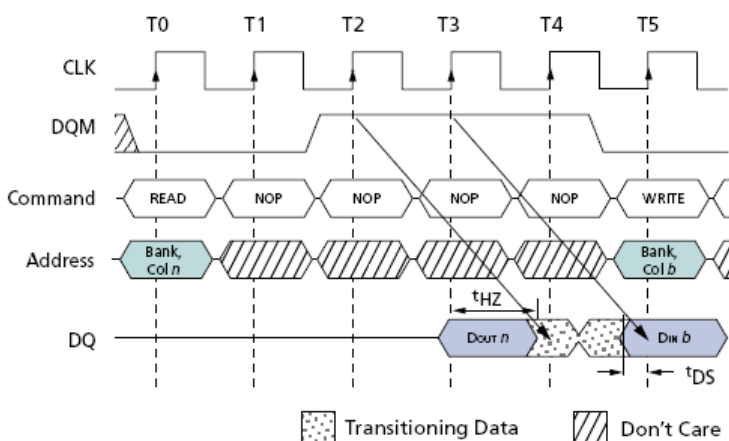 T0 T1 T2 T3 T4 T5
CLK
DQM
Command READ NOP NOP NOP NOP WRITE
Address Bank, Col n Bank, Col b
tHZ
DQ DOUT n DIN b
tDS
Transitioning Data Don't Care